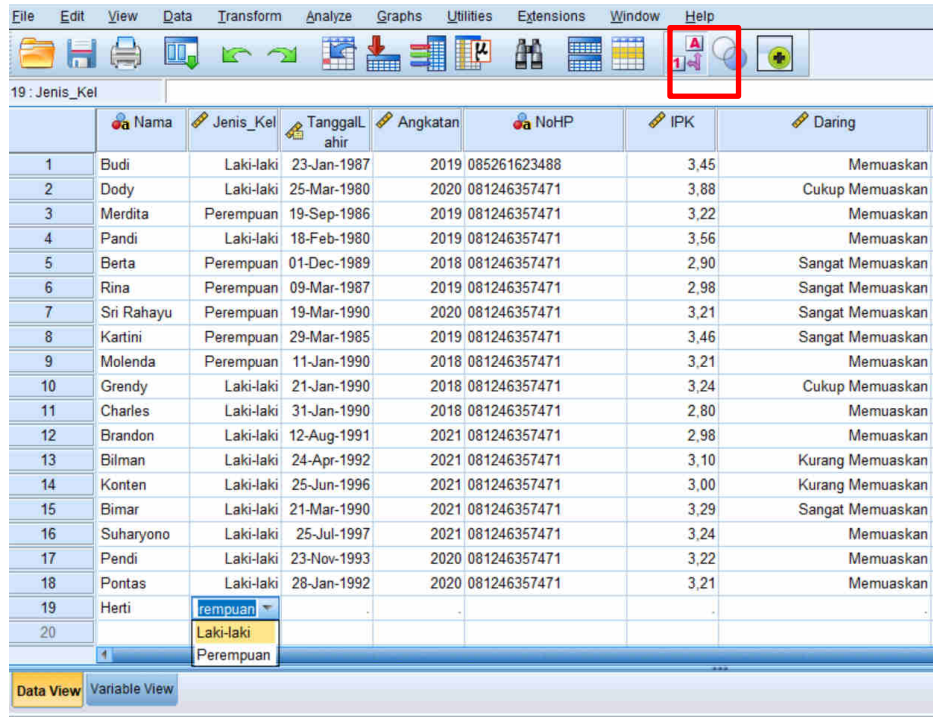 File Edit View Data Transform Analyze Graphs Utilities Extensions Window Help
A
1
μ
19 : Jenis_Kel
Nama Jenis_Kel TanggalL
ahir Angkatan NoHP IPK Daring
1 Budi Laki-laki 23-Jan-1987 2019 085261623488 3,45 Memuaskan
2 Dody Laki-laki 25-Mar-1980 2020 081246357471 3,88 Cukup Memuaskan
3 Merdita Perempuan 19-Sep-1986 2019 081246357471 3,22 Memuaskan
4 Pandi Laki-laki 18-Feb-1980 2019 081246357471 3,56 Memuaskan
5 Berta Perempuan 01-Dec-1989 2018 081246357471 2,90 Sangat Memuaskan
6 Rina Perempuan 09-Mar-1987 2019 081246357471 2,98 Sangat Memuaskan
7 Sri Rahayu Perempuan 19-Mar-1990 2020 081246357471 3,21 Sangat Memuaskan
8 Kartini Perempuan 29-Mar-1985 2019 081246357471 3,46 Sangat Memuaskan
9 Molenda Perempuan 11-Jan-1990 2018 081246357471 3,21 Memuaskan
10 Grendy Laki-laki 21-Jan-1990 2018 081246357471 3,24 Cukup Memuaskan
11 Charles Laki-laki 31-Jan-1990 2018 081246357471 2,80 Memuaskan
12 Brandon Laki-laki 12-Aug-1991 2021 081246357471 2,98 Memuaskan
13 Bilman Laki-laki 24-Apr-1992 2021 081246357471 3,10 Kurang Memuaskan
14 Konten Laki-laki 25-Jun-1996 2021 081246357471 3,00 Kurang Memuaskan
15 Bimar Laki-laki 21-Mar-1990 2021 081246357471 3,29 Sangat Memuaskan
16 Suharyono Laki-laki 25-Jul-1997 2021 081246357471 3,24 Memuaskan
17 Pendi Laki-laki 23-Nov-1993 2020 081246357471 3,22 Memuaskan
18 Pontas Laki-laki 28-Jan-1992 2020 081246357471 3,21 Memuaskan
19 Herti rempuan . . . .
20 Laki-laki
Perempuan
Data View Variable View